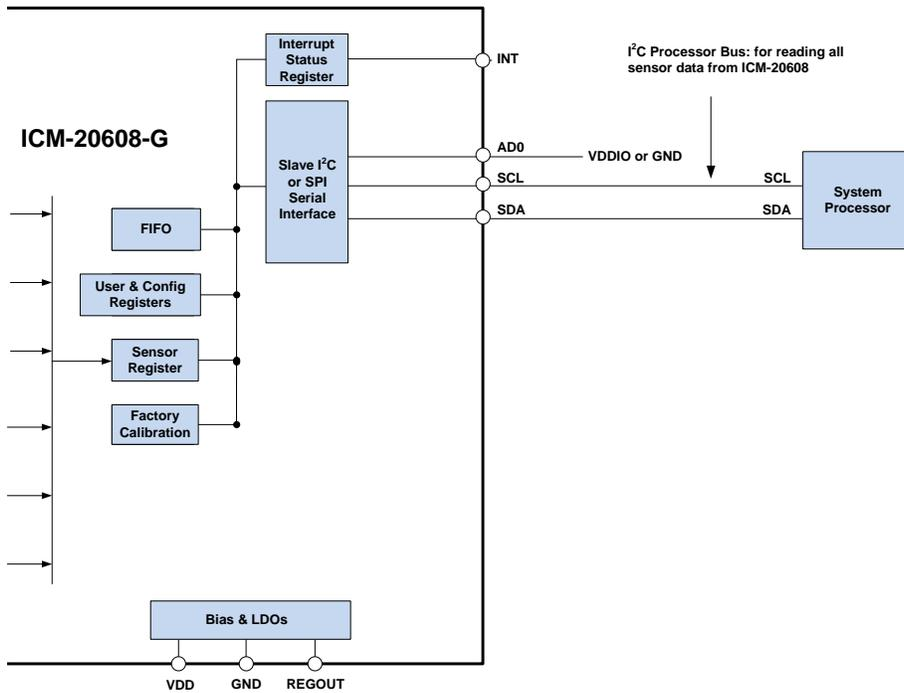 Interrupt
Status
Register
INT
I²C Processor Bus: for reading all
sensor data from ICM-20608
ICM-20608-G
Slave I²C
or SPI
Serial
Interface
AD0
VDDIO or GND
SCL
SCL
SDA
SDA
System
Processor
FIFO
User & Config
Registers
Sensor
Register
Factory
Calibration
Bias & LDOs
VDD
GND
REGOUT